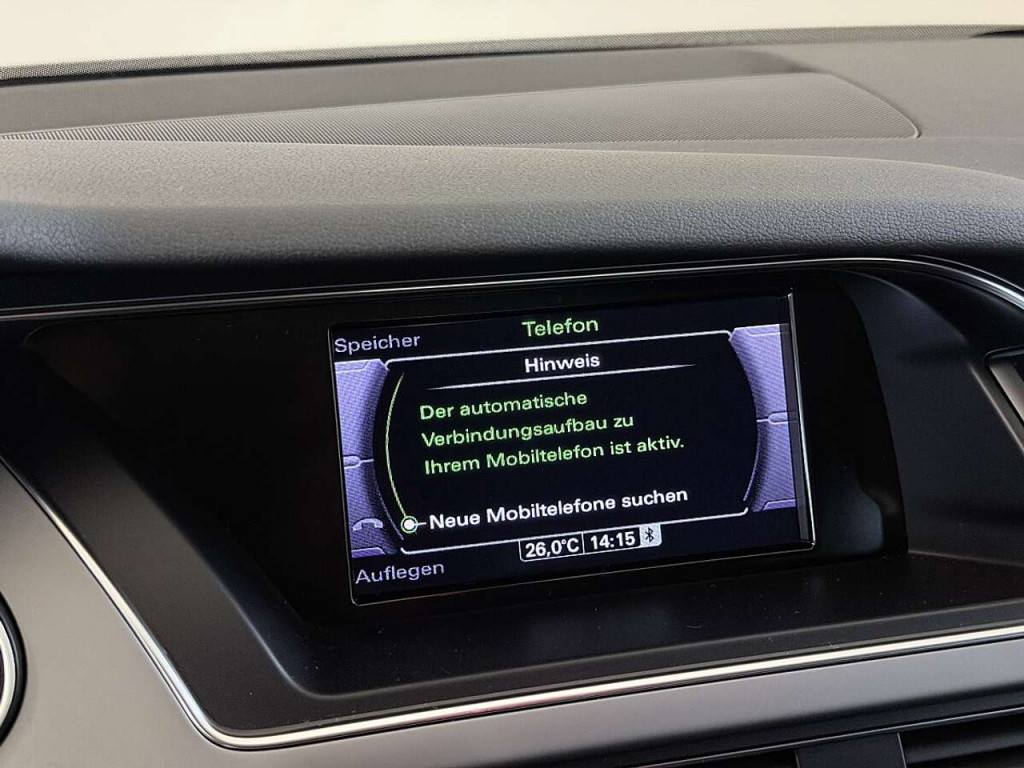 Telefon
Speicher
Hinweis
Der automatische
Verbindungsaufbau zu
Ihrem Mobiltelefon ist aktiv.
Neue Mobiltelefone suchen
26,0°C 14:15
Auflegen